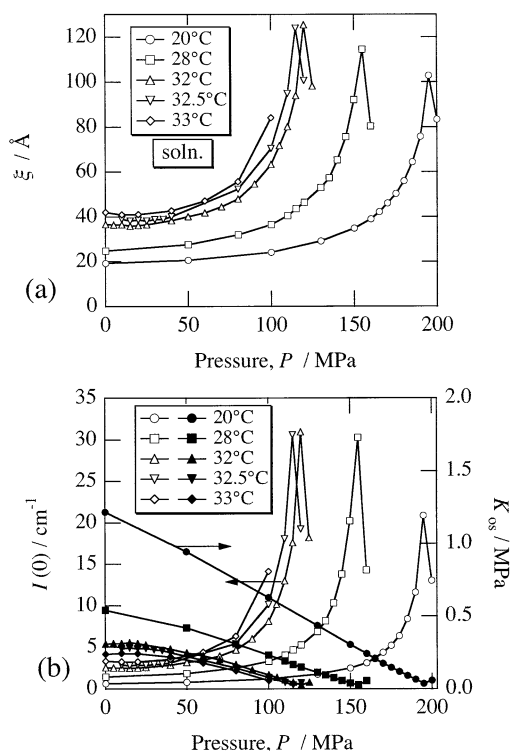 120
100
80
60
40
20
0
ξ / Å
20°C
28°C
32°C
32.5°C
33°C
soln.
(a)
0
50
100
150
200
Pressure, P / MPa
35
30
25
20
15
10
5
0
I (0) / cm-1
20°C
28°C
32°C
32.5°C
33°C
2.0
1.5
1.0
0.5
0.0
Kos / MPa
(b)
0
50
100
150
200
Pressure, P / MPa